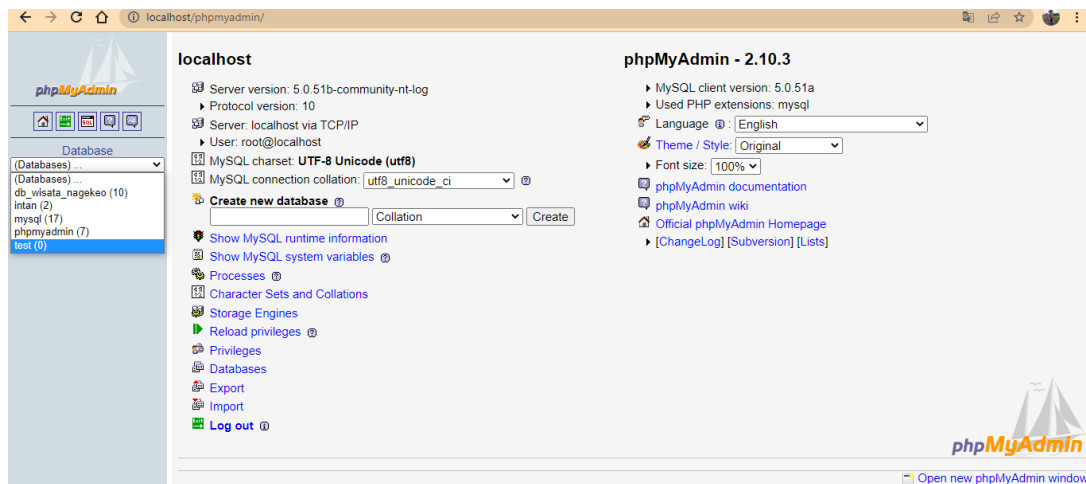 localhost/phpmyadmin/
phpMyAdmin
SQL
Database
(Databases) ...
(Databases) ...
db_wisata_nagekeo (10)
intan (2)
mysql (17)
phpmyadmin (7)
test (0)
localhost
Server version: 5.0.51b-community-nt-log
Protocol version: 10
Server: localhost via TCP/IP
User: root@localhost
MySQL charset: UTF-8 Unicode (utf8)
MySQL connection collation: utf8_unicode_ci
Create new database
Collation Create
Show MySQL runtime information
Show MySQL system variables
Processes
Character Sets and Collations
Storage Engines
Reload privileges
Privileges
Databases
Export
Import
Log out
phpMyAdmin - 2.10.3
MySQL client version: 5.0.51a
Used PHP extensions: mysql
Language : English
Theme / Style: Original
Font size: 100%
phpMyAdmin documentation
phpMyAdmin wiki
Official phpMyAdmin Homepage
[ChangeLog] [Subversion] [Lists]
phpMyAdmin
Open new phpMyAdmin window